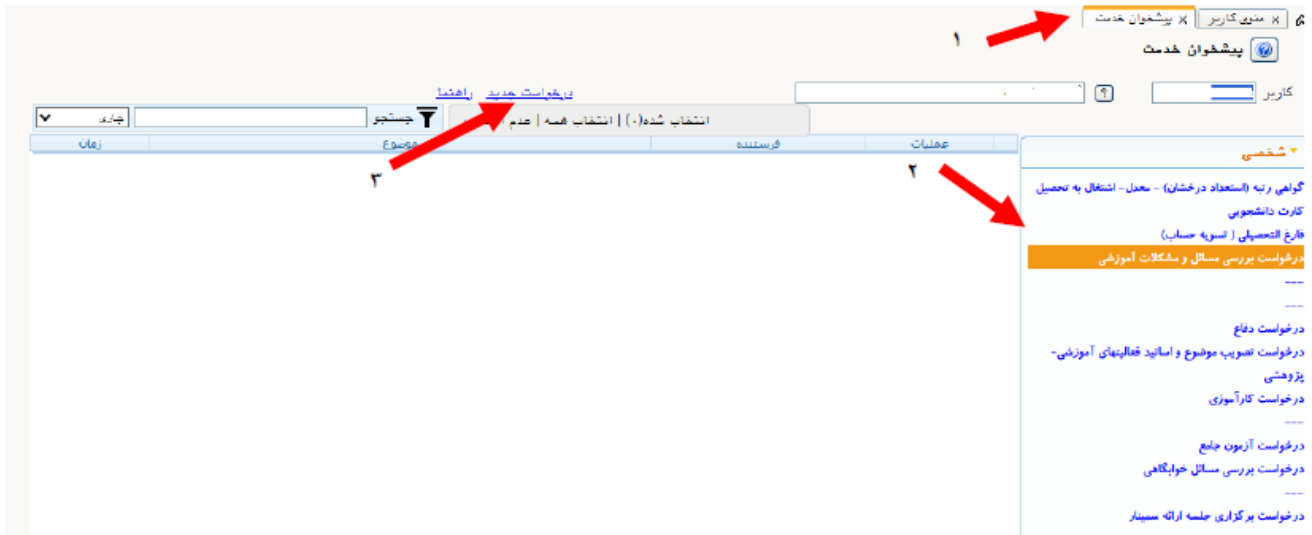 منوی کاربر
پیشخوان خدمت
۱
پیشخوان خدمت
کاربر
درخواست جدید راهنما
انتخاب شده(۰) | انتخاب همه | عدم
جستجو
جاری
عملیات
فرستنده
موضوع
زمان
۲
۳
شخصی
گواهی رتبه (استعداد درخشان) - معدل- اشتغال به تحصیل
کارت دانشجویی
فارغ التحصیلی ( تسویه حساب)
درخواست بررسی مسائل و مشکلات آموزشی
---
---
درخواست دفاع
درخواست تصویب موضوع و اساتید فعالیتهای آموزشی-
پژوهشی
درخواست کارآموزی
---
درخواست آزمون جامع
درخواست بررسی مسائل خوابگاهی
---
درخواست برگزاری جلسه ارائه سمینار